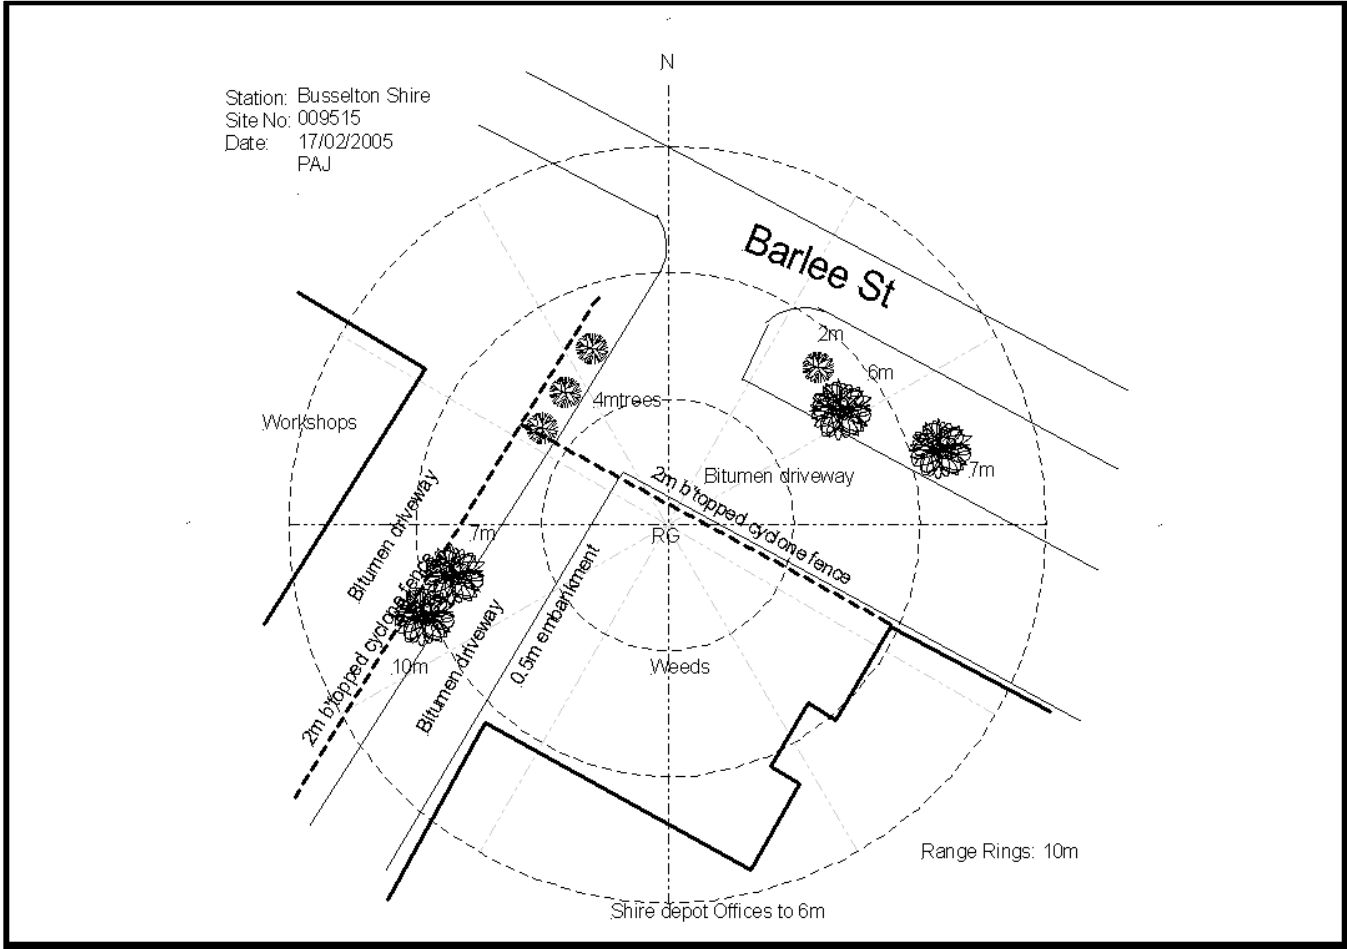 N
Station: Busselton Shire
Site No: 009515
Date: 17/02/2005
PAJ
Barlee St
2m
6m
4mtrees
Workshops
7m
Bitumen driveway
2m b'topped cyclone fence
Bitumen driveway
7m
RG
0.5m embankment
2m b'topped cyclone fence
Bitumen driveway
10m
Weeds
Range Rings: 10m
Shire depot Offices to 6m